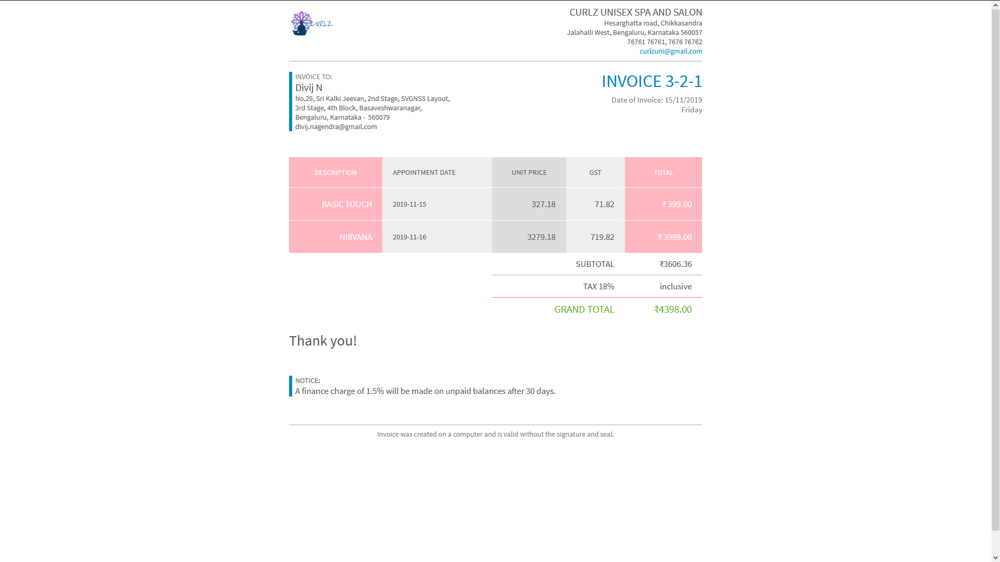 CURLZ
CURLZ UNISEX SPA AND SALON
Hesarghatta road, Chikkasandra
Jalahalli West, Bengaluru, Karnataka 560057
76761 76761, 7676 76762
curlzuni@gmail.com
INVOICE TO:
Divij N
No.29, Sri Kalki Jeevan, 2nd Stage, SVGNSS Layout,
3rd Stage, 4th Block, Basaveshwaranagar,
Bengaluru, Karnataka - 560079
divij.nagendra@gmail.com
INVOICE 3-2-1
Date of Invoice: 15/11/2019
Friday
DESCRIPTION APPOINTMENT DATE UNIT PRICE GST TOTAL
BASIC TOUCH 2019-11-15 327.18 71.82 ₹ 399.00
NIRVANA 2019-11-16 3279.18 719.82 ₹ 3999.00
SUBTOTAL ₹3606.36
TAX 18% inclusive
GRAND TOTAL ₹4398.00
Thank you!
NOTICE:
A finance charge of 1.5% will be made on unpaid balances after 30 days.
Invoice was created on a computer and is valid without the signature and seal.